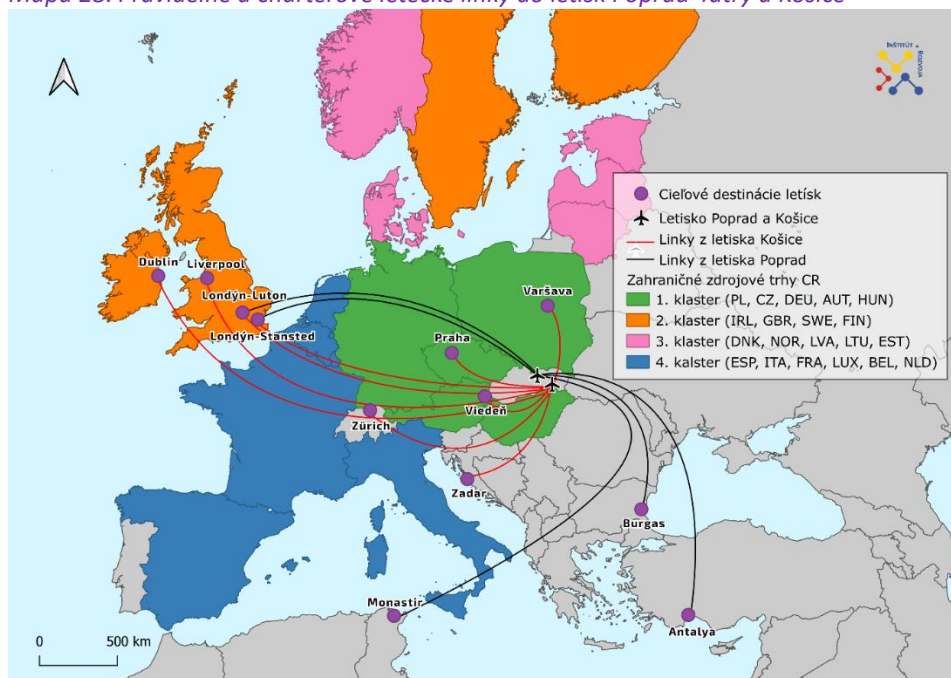 Mapa 28. Pravidelné a charterové letecké linky do letísk Poprad-Tatry a Košice
INŠTITÚT
ROZVOJA
Cieľové destinácie letísk
Letisko Poprad a Košice
Linky z letiska Košice
Linky z letiska Poprad
Zahraničné zdrojové trhy CR
1. klaster (PL, CZ, DEU, AUT, HUN)
2. klaster (IRL, GBR, SWE, FIN)
3. klaster (DNK, NOR, LVA, LTU, EST)
4. kalster (ESP, ITA, FRA, LUX, BEL, NLD)
Dublin
Liverpool
Londýn-Luton
Londýn-Stansted
Varšava
Praha
Viedeň
Zürich
Zadar
Burgas
Monastir
Antalya
0 500 km